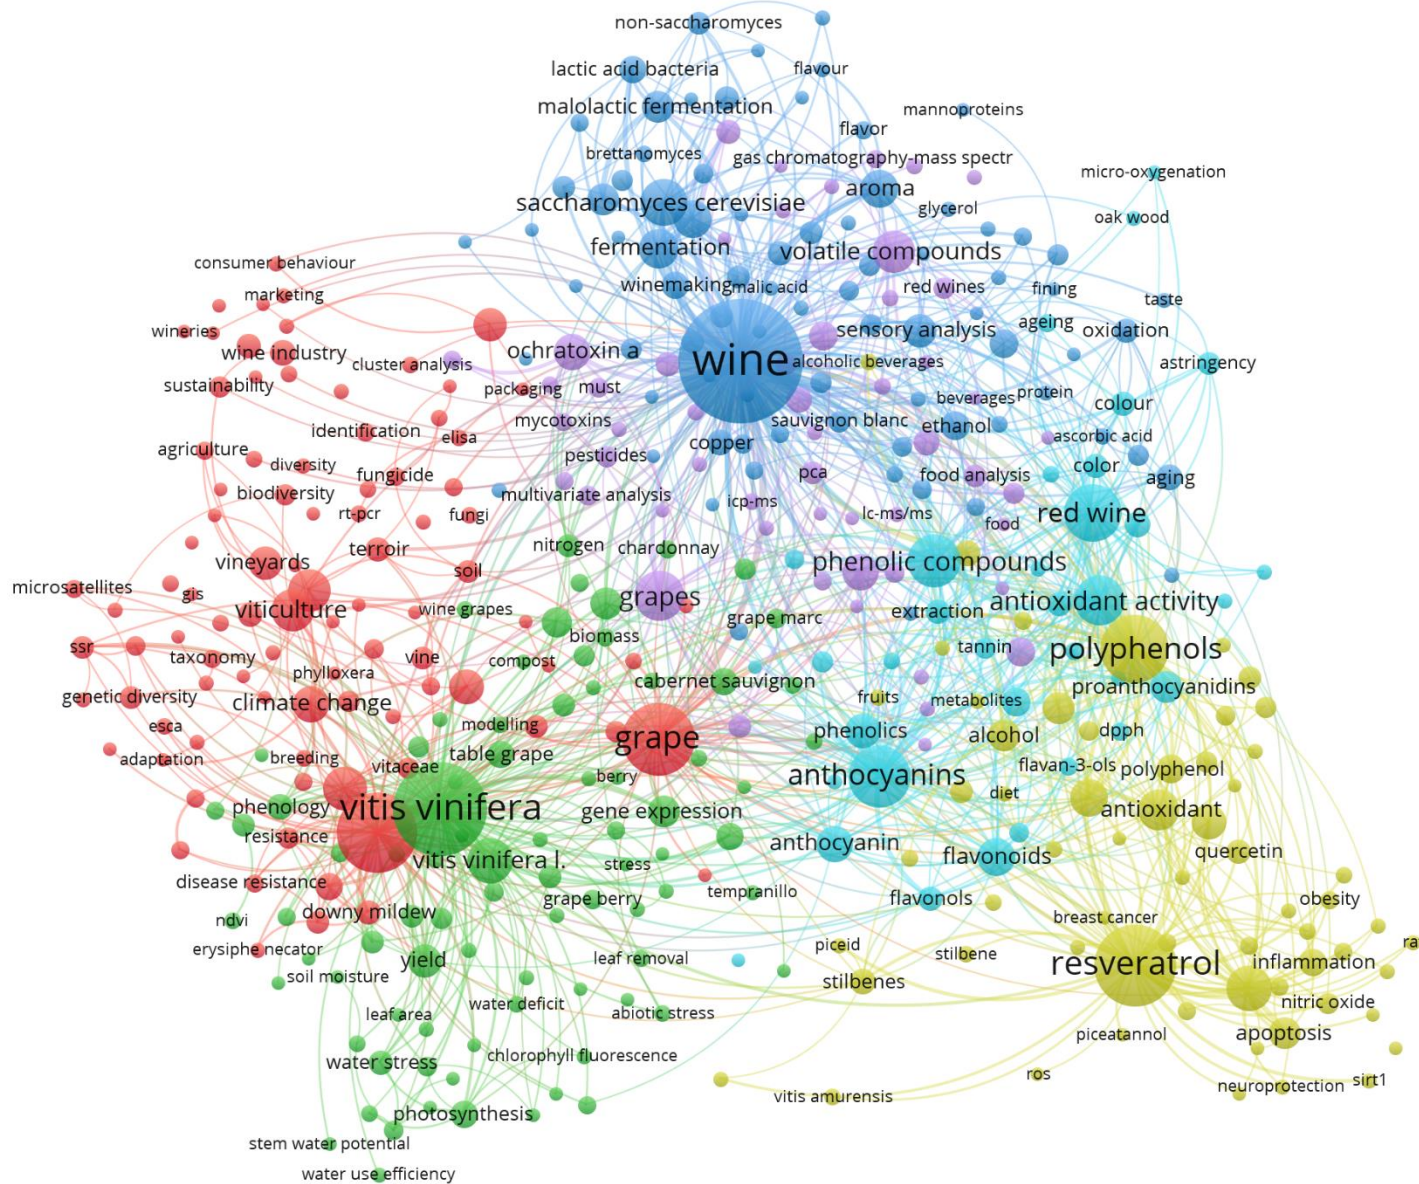 non-saccharomyces
lactic acid bacteria
flavour
malolactic fermentation
mannoproteins
flavor
brettanomyces
gas chromatography-mass spectr
micro-oxygenation
aroma
saccharomyces cerevisiae
glycerol
oak wood
fermentation
volatile compounds
consumer behaviour
winemaking
malic acid
red wines
fining
marketing
taste
wineries
sensory analysis
ageing
oxidation
wine industry
ochratoxin a
wine
alcoholic beverages
cluster analysis
astringency
sustainability
packaging
must
beverages
protein
colour
mycotoxins
sauvignon blanc
ethanol
identification
elisa
copper
ascorbic acid
agriculture
pesticides
diversity
fungicide
pca
food analysis
color
aging
biodiversity
multivariate analysis
icp-ms
rt-pcr
fungi
lc-ms/ms
food
red wine
nitrogen
chardonnay
terroir
vineyards
phenolic compounds
soil
microsatellites
gis
grapes
viticulture
wine grapes
grape marc
extraction
antioxidant activity
biomass
ssr
taxonomy
vine
compost
tannin
polyphenols
phylloxera
cabernet sauvignon
proanthocyanidins
genetic diversity
climate change
fruits
metabolites
esca
modelling
grape
phenolics
alcohol
dpph
adaptation
breeding
vitaceae
table grape
berry
anthocyanins
flavan-3-ols
polyphenol
diet
phenology
vitis vinifera
gene expression
antioxidant
resistance
anthocyanin
flavonoids
quercetin
vitis vinifera l.
stress
disease resistance
grape berry
tempranillo
flavonols
obesity
ndvi
downy mildew
breast cancer
erysiphe necator
piceid
stilbene
ra
yield
leaf removal
resveratrol
inflammation
soil moisture
stilbenes
water deficit
nitric oxide
leaf area
abiotic stress
piceatannol
apoptosis
water stress
chlorophyll fluorescence
ros
neuroprotection
sirt1
vitis amurensis
photosynthesis
stem water potential
water use efficiency